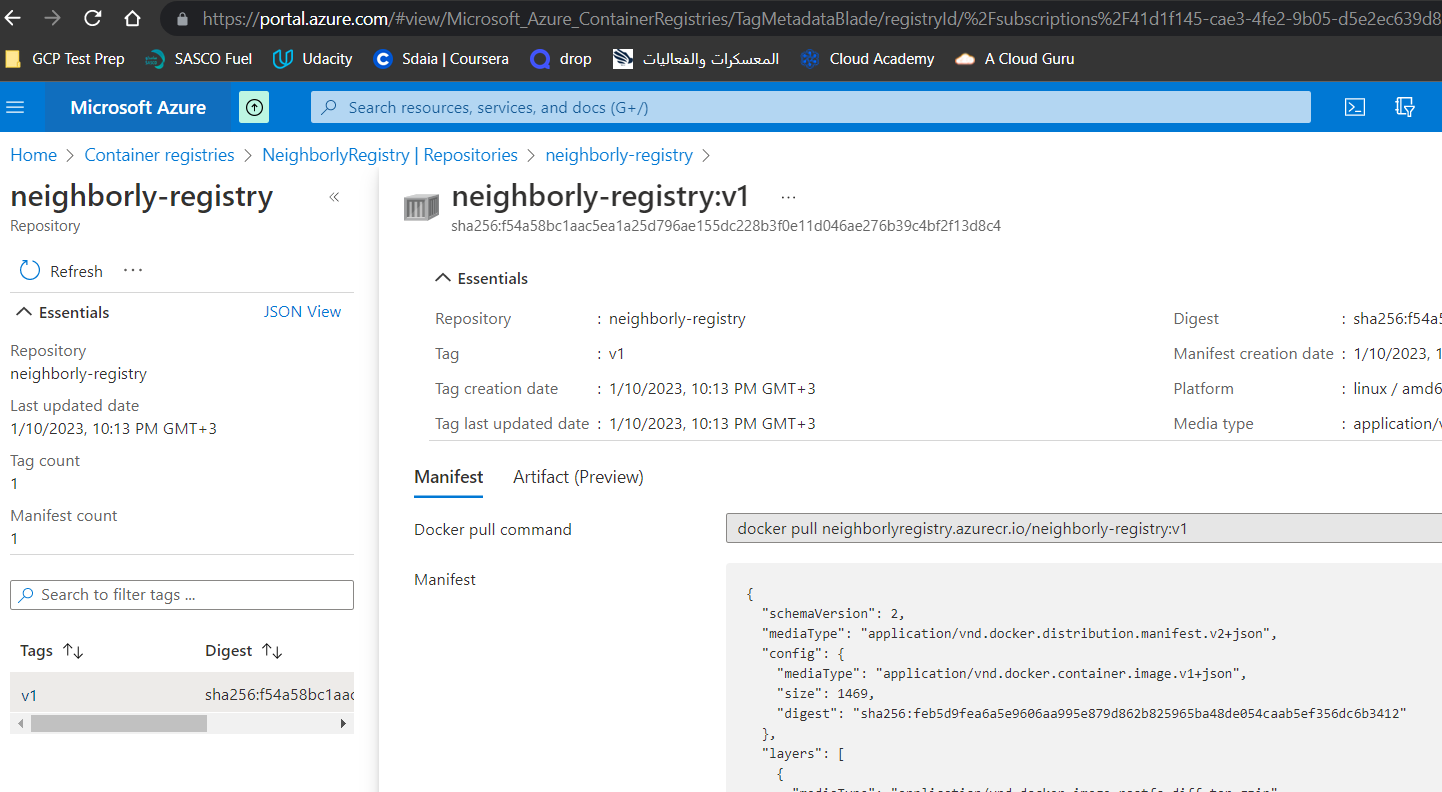 https://portal.azure.com/#view/Microsoft_Azure_ContainerRegistries/TagMetadataBlade/registryId/%2Fsubscriptions%2F41d1f145-cae3-4fe2-9b05-d5e2ec639d8
GCP Test Prep SASCO Fuel Udacity Sdaia | Coursera drop المعسكرات والفعاليات Cloud Academy A Cloud Guru
Microsoft Azure Search resources, services, and docs (G+/)
Home > Container registries > NeighborlyRegistry | Repositories > neighborly-registry >
neighborly-registry «
Repository
Refresh ...
Essentials JSON View
Repository
neighborly-registry
Last updated date
1/10/2023, 10:13 PM GMT+3
Tag count
1
Manifest count
1
Search to filter tags ...
Tags Digest
v1 sha256:f54a58bc1aac
neighborly-registry:v1 ...
sha256:f54a58bc1aac5ea1a25d796ae155dc228b3f0e11d046ae276b39c4bf2f13d8c4
Essentials
Repository : neighborly-registry
Tag : v1
Tag creation date : 1/10/2023, 10:13 PM GMT+3
Tag last updated date : 1/10/2023, 10:13 PM GMT+3
Digest : sha256:f54a5
Manifest creation date : 1/10/2023, 1
Platform : linux / amd6
Media type : application/v
Manifest Artifact (Preview)
Docker pull command docker pull neighborlyregistry.azurecr.io/neighborly-registry:v1
Manifest
{
"schemaVersion": 2,
"mediaType": "application/vnd.docker.distribution.manifest.v2+json",
"config": {
"mediaType": "application/vnd.docker.container.image.v1+json",
"size": 1469,
"digest": "sha256:feb5d9fea6a5e9606aa995e879d862b825965ba48de054caab5ef356dc6b3412"
},
"layers": [
{